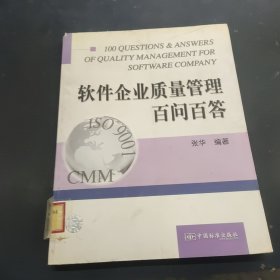 100 QUESTIONS & ANSWERS
OF QUALITY MANAGEMENT FOR
SOFTWARE COMPANY
软件企业质量管理
百问百答
张华 编著
ISO 9001
CMM
中国标准出版社